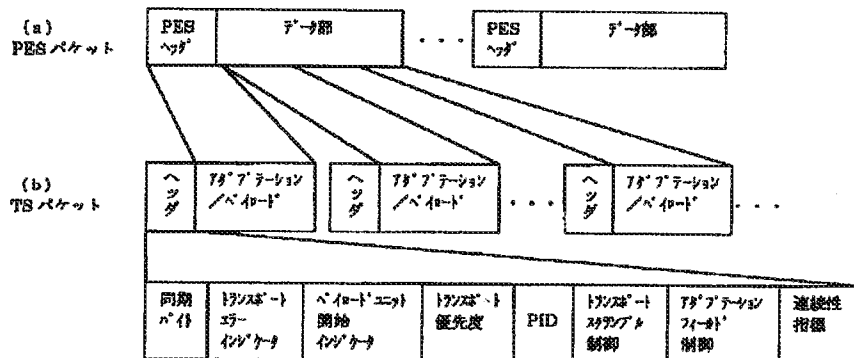 (a)
PES パケット
PES
ヘッダ
データ部
・・・
PES
ヘッダ
データ部
(b)
TS パケット
ヘッダ
アダプテーション
/ペイロード
ヘッダ
アダプテーション
/ペイロード
・・・
ヘッダ
アダプテーション
/ペイロード
・・・
同期
バイト
トランスポート
エラー
インジケータ
ペイロードユニット
開始
インジケータ
トランスポート
優先度
PID
トランスポート
スクランブル
制御
アダプテーション
フィールド
制御
連続性
指標